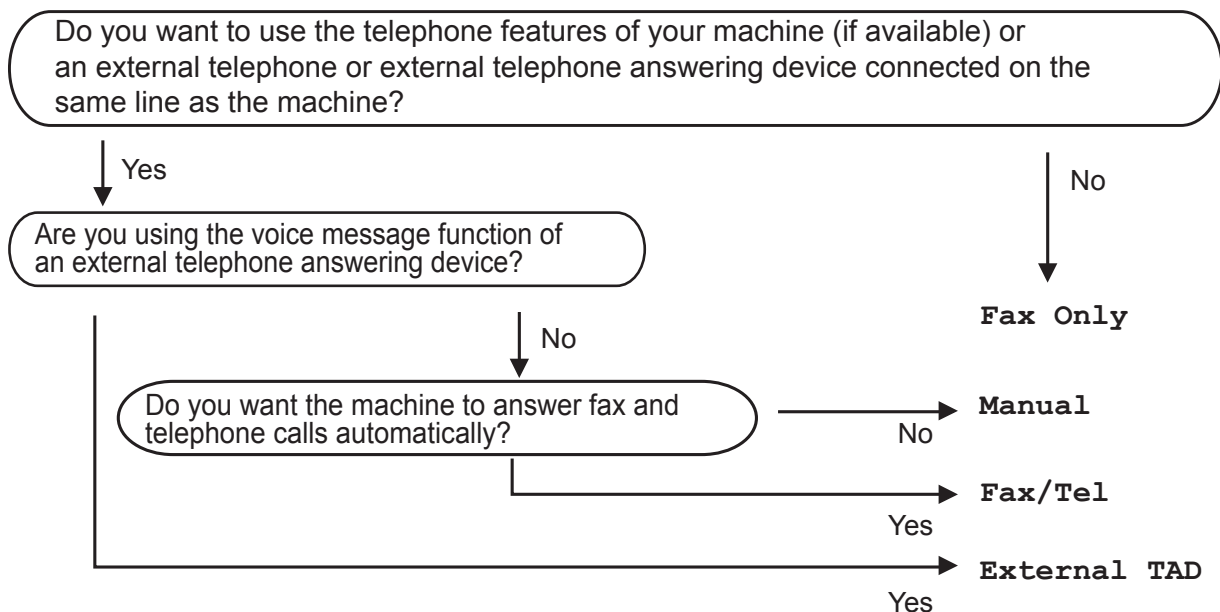 Do you want to use the telephone features of your machine (if available) or
an external telephone or external telephone answering device connected on the
same line as the machine?
Yes
No
Are you using the voice message function of
an external telephone answering device?
Fax Only
No
Do you want the machine to answer fax and
telephone calls automatically?
Manual
No
Fax/Tel
Yes
External TAD
Yes